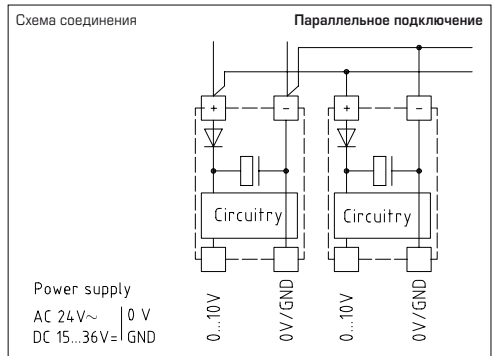 Схема соединения
Параллельное подключение
+
–
+
–
Circuitry
Circuitry
Power supply
AC 24V~ 0 V
DC 15...36V= GND
0...10V
0V/GND
0...10V
0V/GND